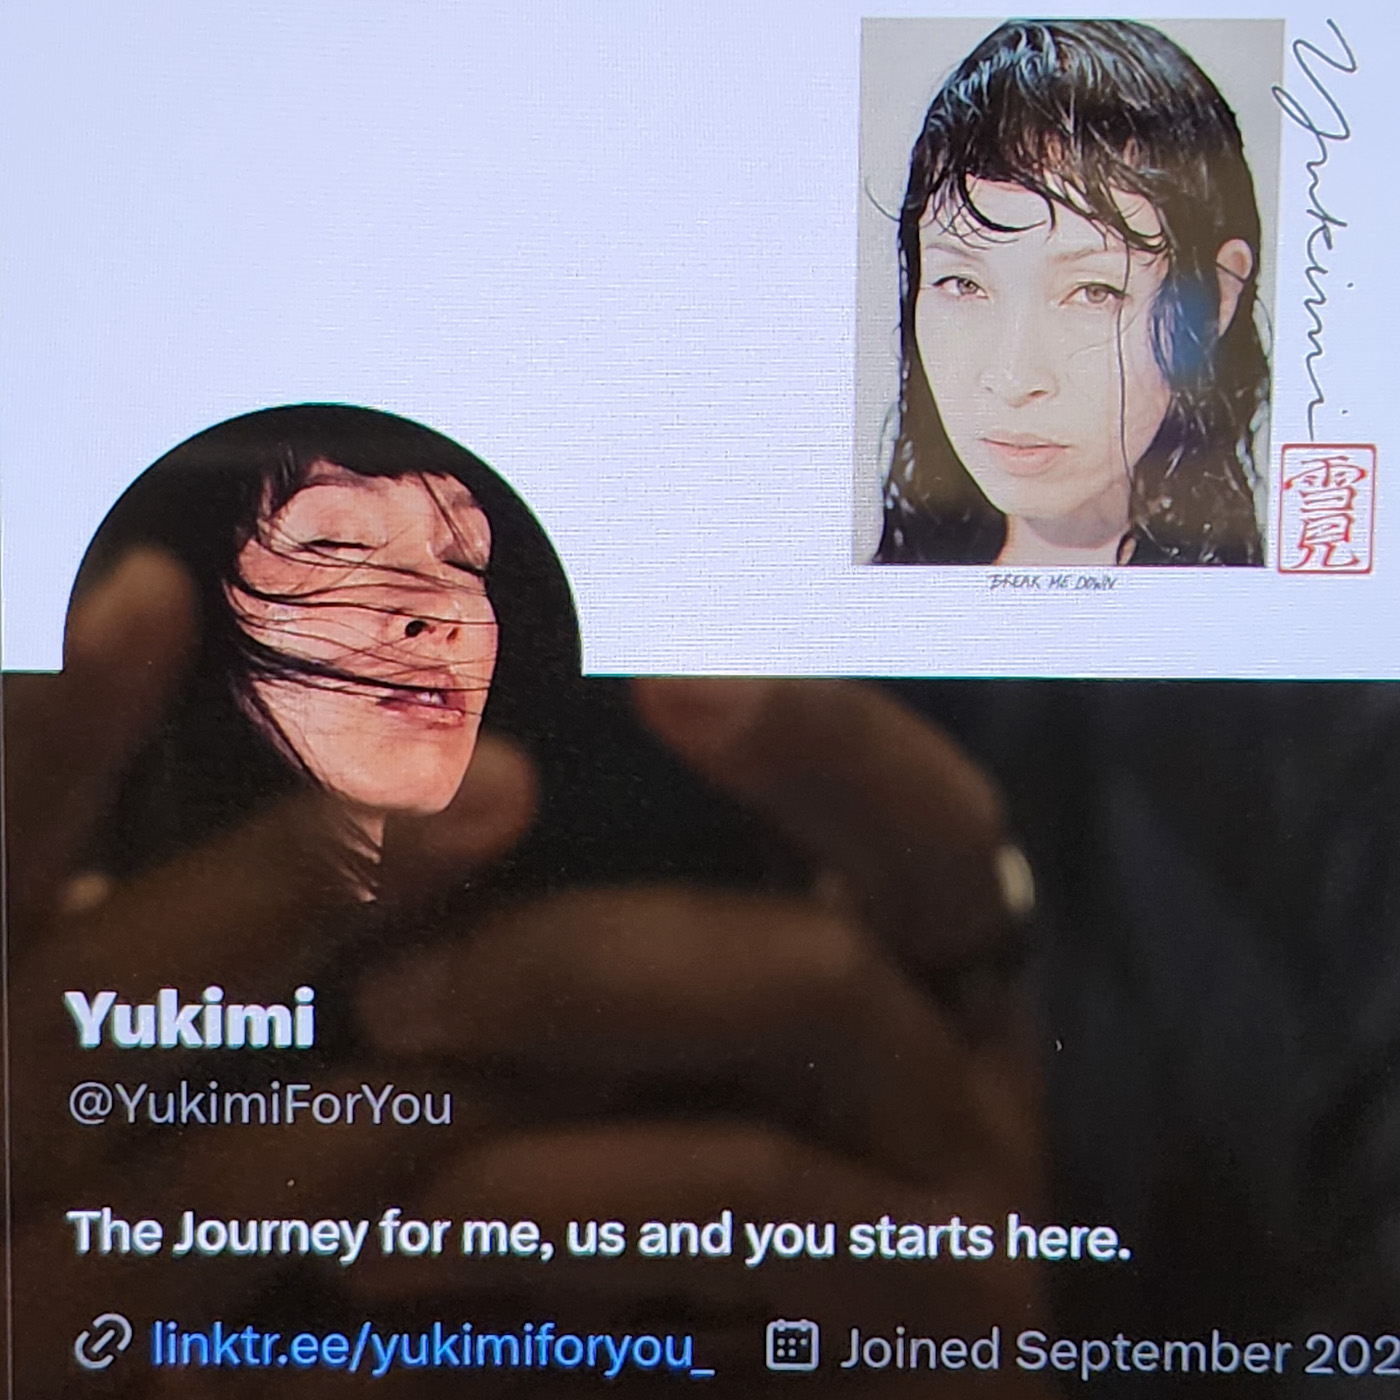 Yukimi
雪見
BREAK ME DOWN
Yukimi
@YukimiForYou
The Journey for me, us and you starts here.
linktr.ee/yukimiforyou_
Joined September 202